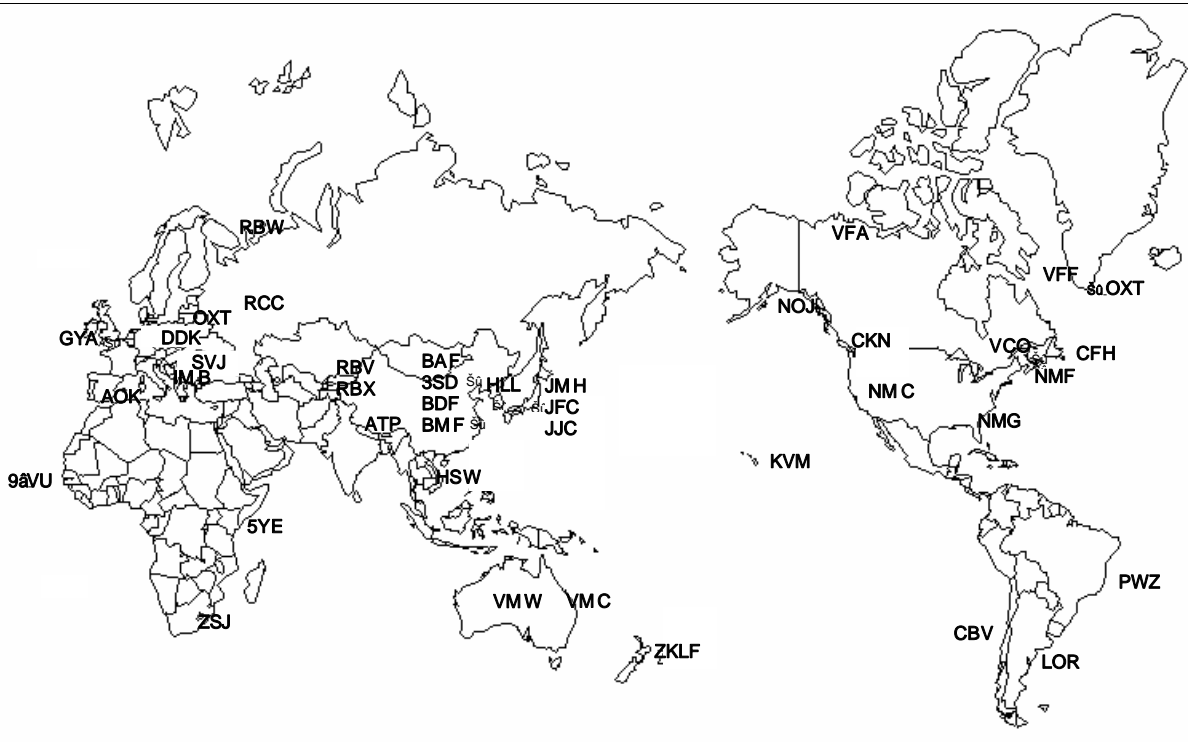 RBW
VFA
VFF
OXT
RCC
NOJ
OXT
GYA
DDK
CKN
VCO
CFH
SVJ
BAF
RBV
NMF
IMB
3SD
HLL
JMH
RBX
NMC
AOK
BDF
JFC
ATP
BMF
NMG
JJC
KVM
9âVU
HSW
5YE
PWZ
VMW
VMC
ZSJ
CBV
ZKLF
LOR